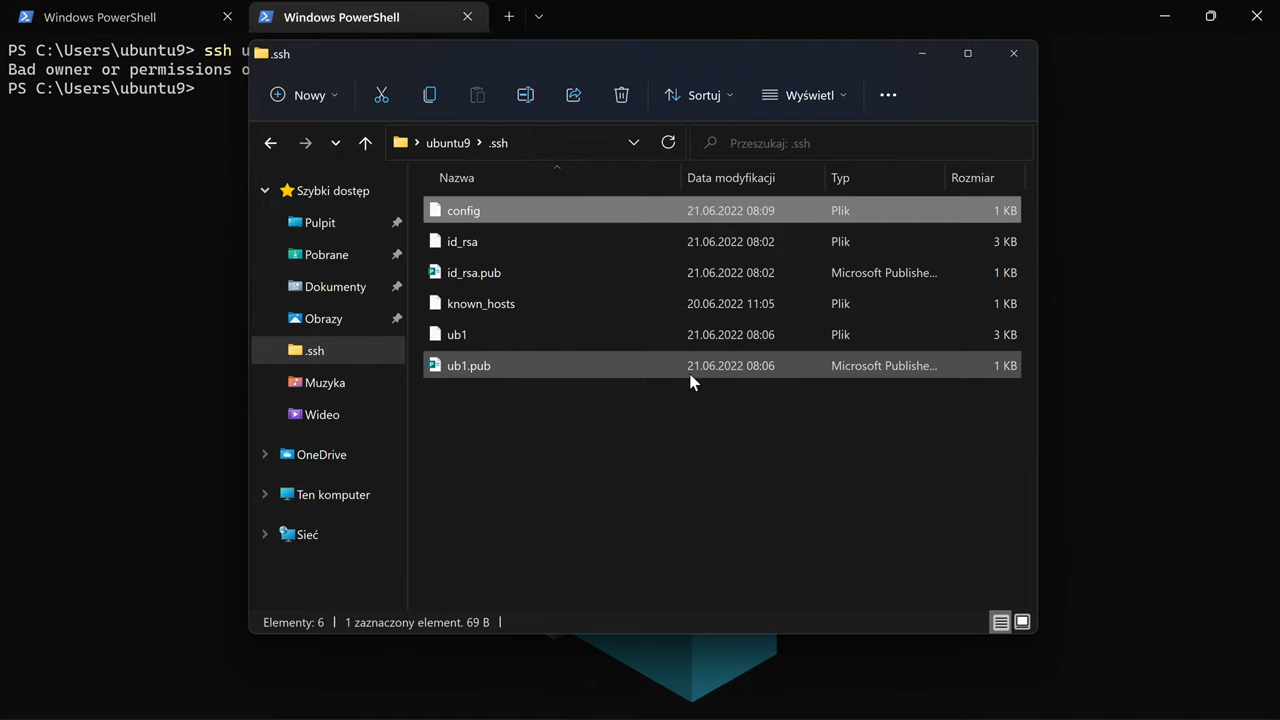 Windows PowerShell
Windows PowerShell
PS C:\Users\ubuntu9> ssh u
Bad owner or permissions o
PS C:\Users\ubuntu9>
.ssh
Nowy
Sortuj
Wyświetl
ubuntu9 > .ssh
Przeszukaj: .ssh
Nazwa Data modyfikacji Typ Rozmiar
config 21.06.2022 08:09 Plik 1 KB
id_rsa 21.06.2022 08:02 Plik 3 KB
id_rsa.pub 21.06.2022 08:02 Microsoft Publishe... 1 KB
known_hosts 20.06.2022 11:05 Plik 1 KB
ub1 21.06.2022 08:06 Plik 3 KB
ub1.pub 21.06.2022 08:06 Microsoft Publishe... 1 KB
Szybki dostęp
Pulpit
Pobrane
Dokumenty
Obrazy
.ssh
Muzyka
Wideo
OneDrive
Ten komputer
Sieć
Elementy: 6 1 zaznaczony element. 69 B